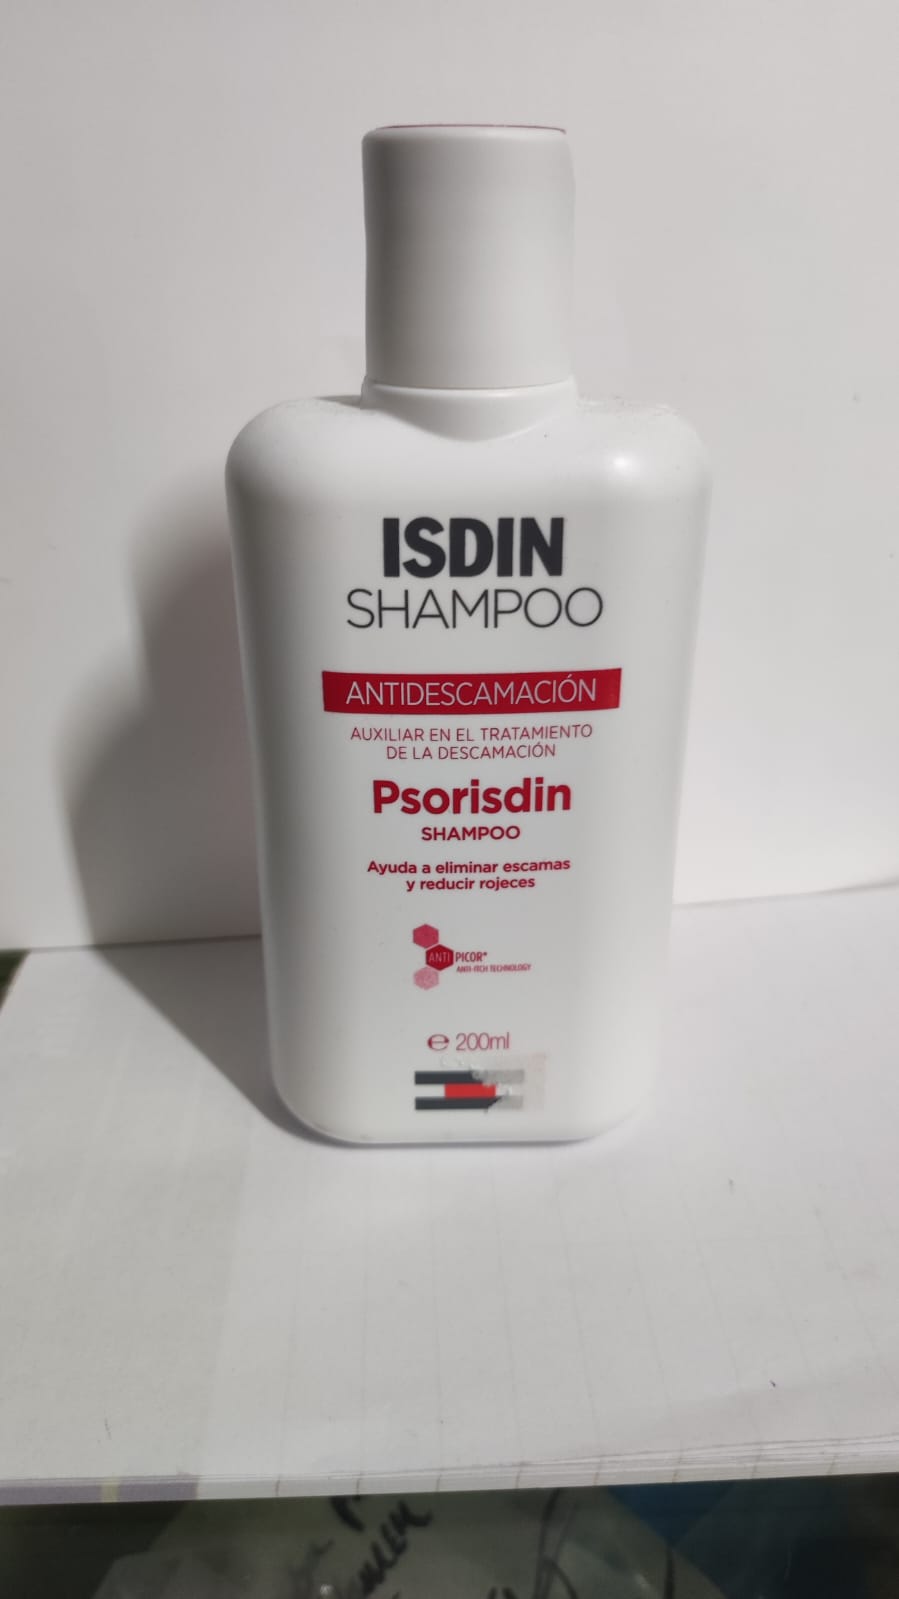 ISDIN
SHAMPOO
ANTIDESCAMACIÓN
AUXILIAR EN EL TRATAMIENTO
DE LA DESCAMACIÓN
Psorisdin
SHAMPOO
Ayuda a eliminar escamas
y reducir rojeces
ANTI PICOR*
ANTI-ITCH TECHNOLOGY
℮ 200ml